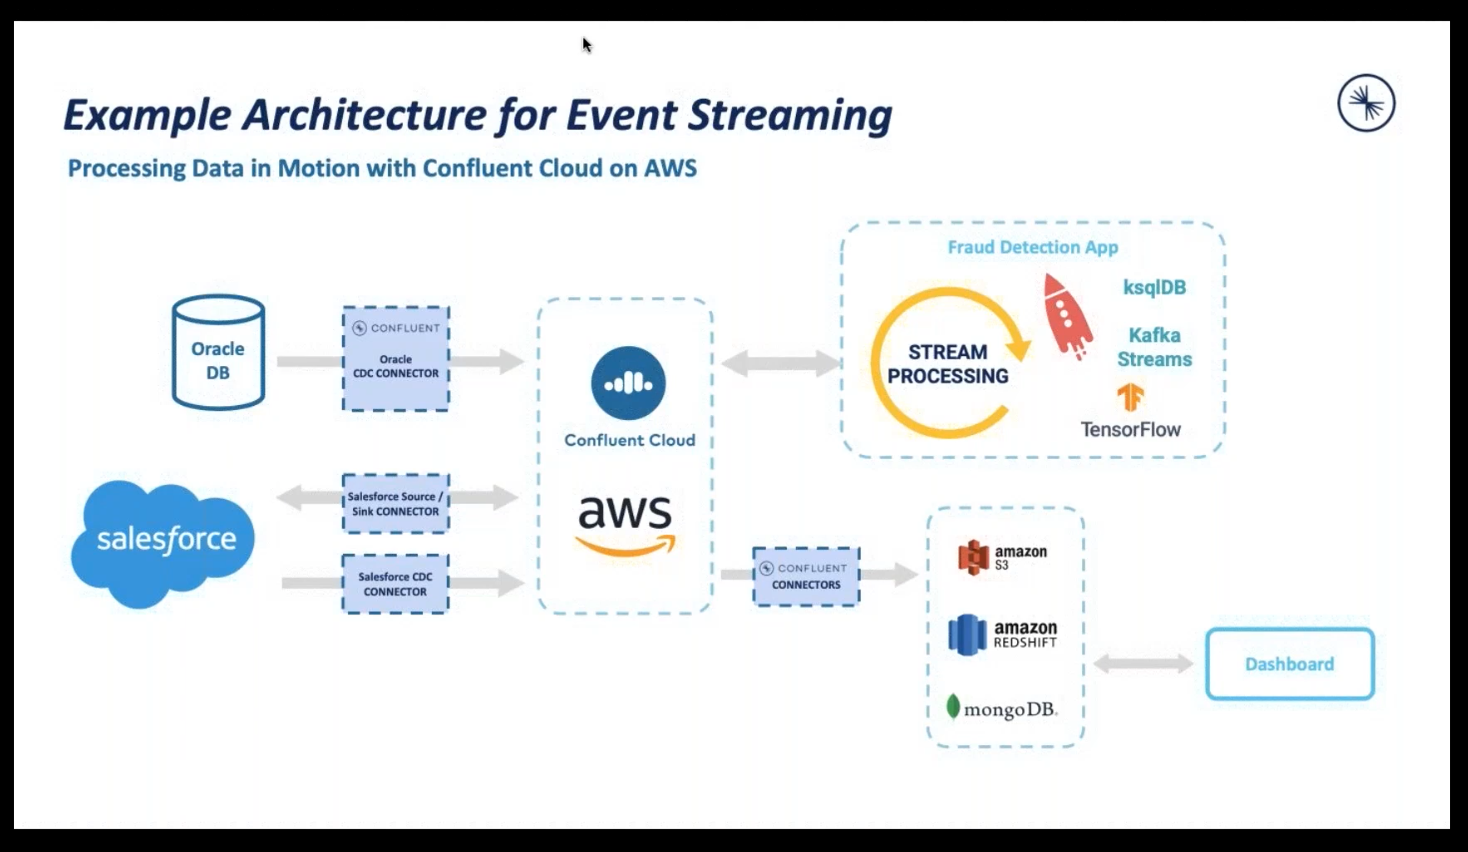 Example Architecture for Event Streaming
Processing Data in Motion with Confluent Cloud on AWS
Oracle
DB
CONFLUENT
Oracle
CDC CONNECTOR
salesforce
Salesforce Source /
Sink CONNECTOR
Salesforce CDC
CONNECTOR
Confluent Cloud
aws
Fraud Detection App
STREAM
PROCESSING
ksqlDB
Kafka
Streams
TensorFlow
CONFLUENT
CONNECTORS
amazon
S3
amazon
REDSHIFT
mongoDB.
Dashboard